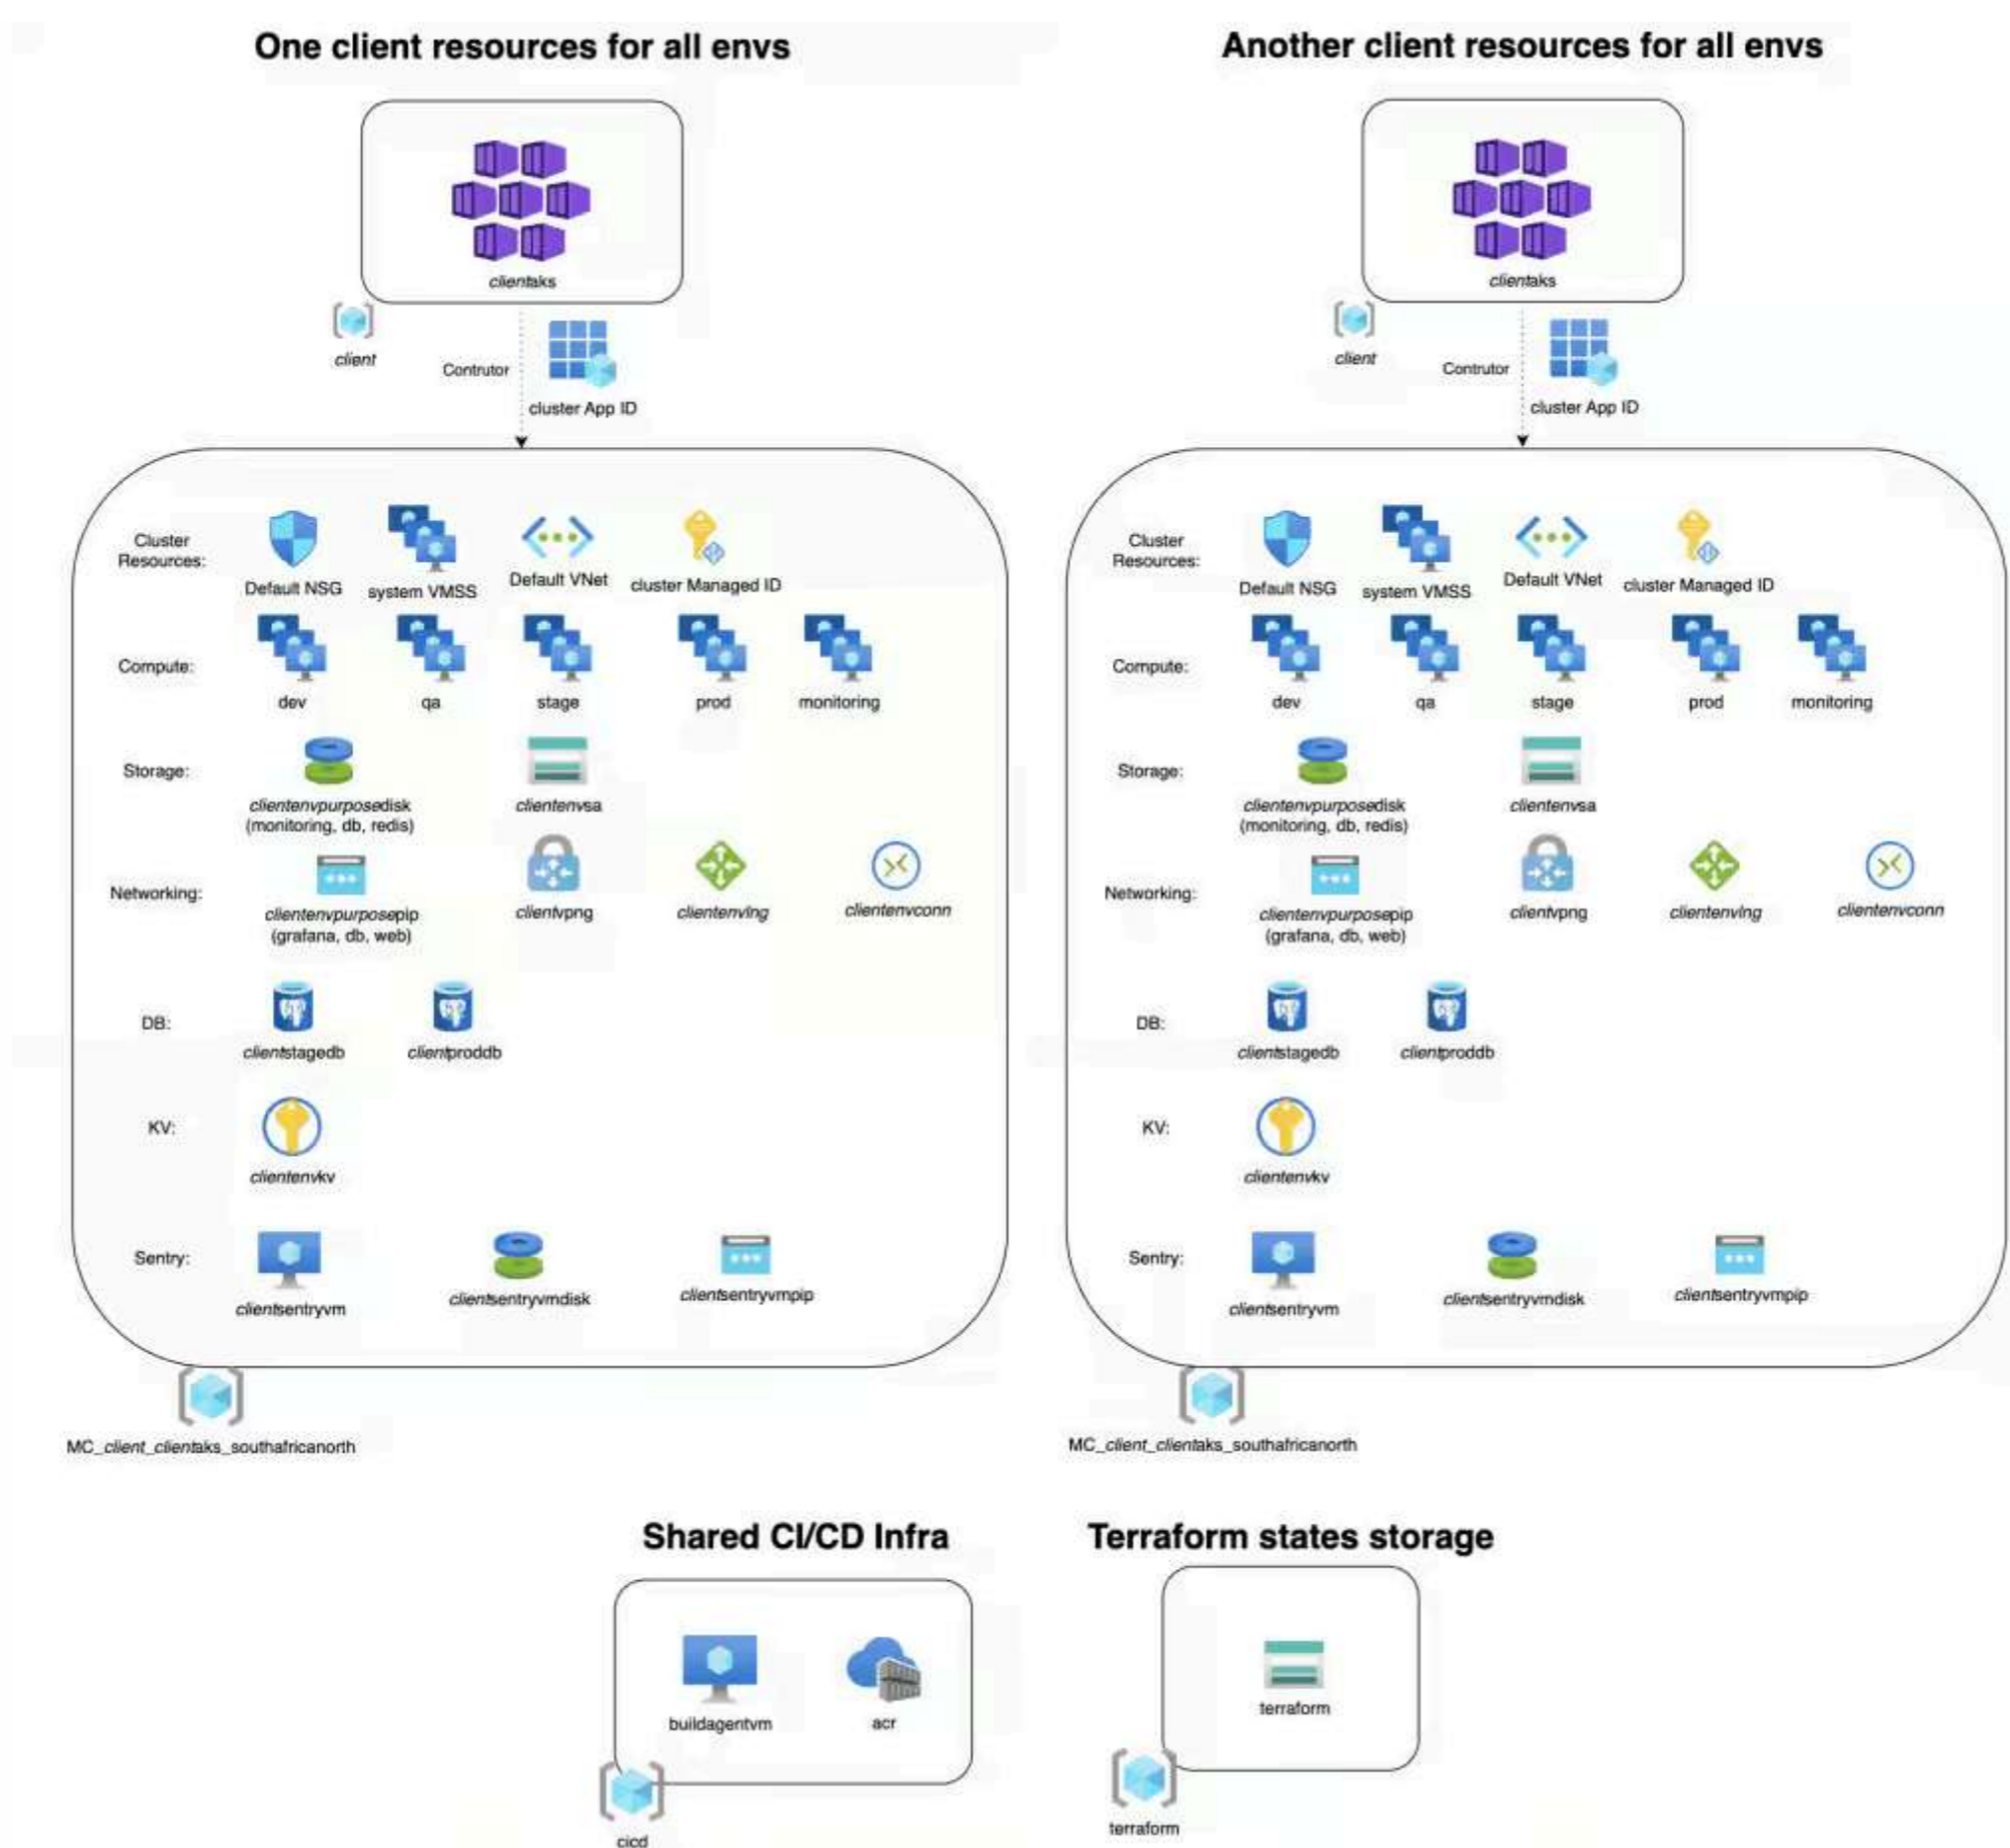 One client resources for all envs
clientaks
client
Contrutor
cluster App ID
Cluster
Resources:
Default NSG
system VMSS
Default VNet
cluster Managed ID
Compute:
dev
qa
stage
prod
monitoring
Storage:
clientenvpurposedisk
(monitoring, db, redis)
clientenvsa
Networking:
clientenvpurposepip
(grafana, db, web)
clientvpng
clientenvlng
clientenvconn
DB:
clientstagedb
clientproddb
KV:
clientenvkv
Sentry:
clientsentryvm
clientsentryvmdisk
clientsentryvmpip
MC_client_clientaks_southafricanorth
Another client resources for all envs
clientaks
client
Contrutor
cluster App ID
Cluster
Resources:
Default NSG
system VMSS
Default VNet
cluster Managed ID
Compute:
dev
qa
stage
prod
monitoring
Storage:
clientenvpurposedisk
(monitoring, db, redis)
clientenvsa
Networking:
clientenvpurposepip
(grafana, db, web)
clientvpng
clientenvlng
clientenvconn
DB:
clientstagedb
clientproddb
KV:
clientenvkv
Sentry:
clientsentryvm
clientsentryvmdisk
clientsentryvmpip
MC_client_clientaks_southafricanorth
Shared CI/CD Infra
buildagentvm
acr
cicd
Terraform states storage
terraform
terraform